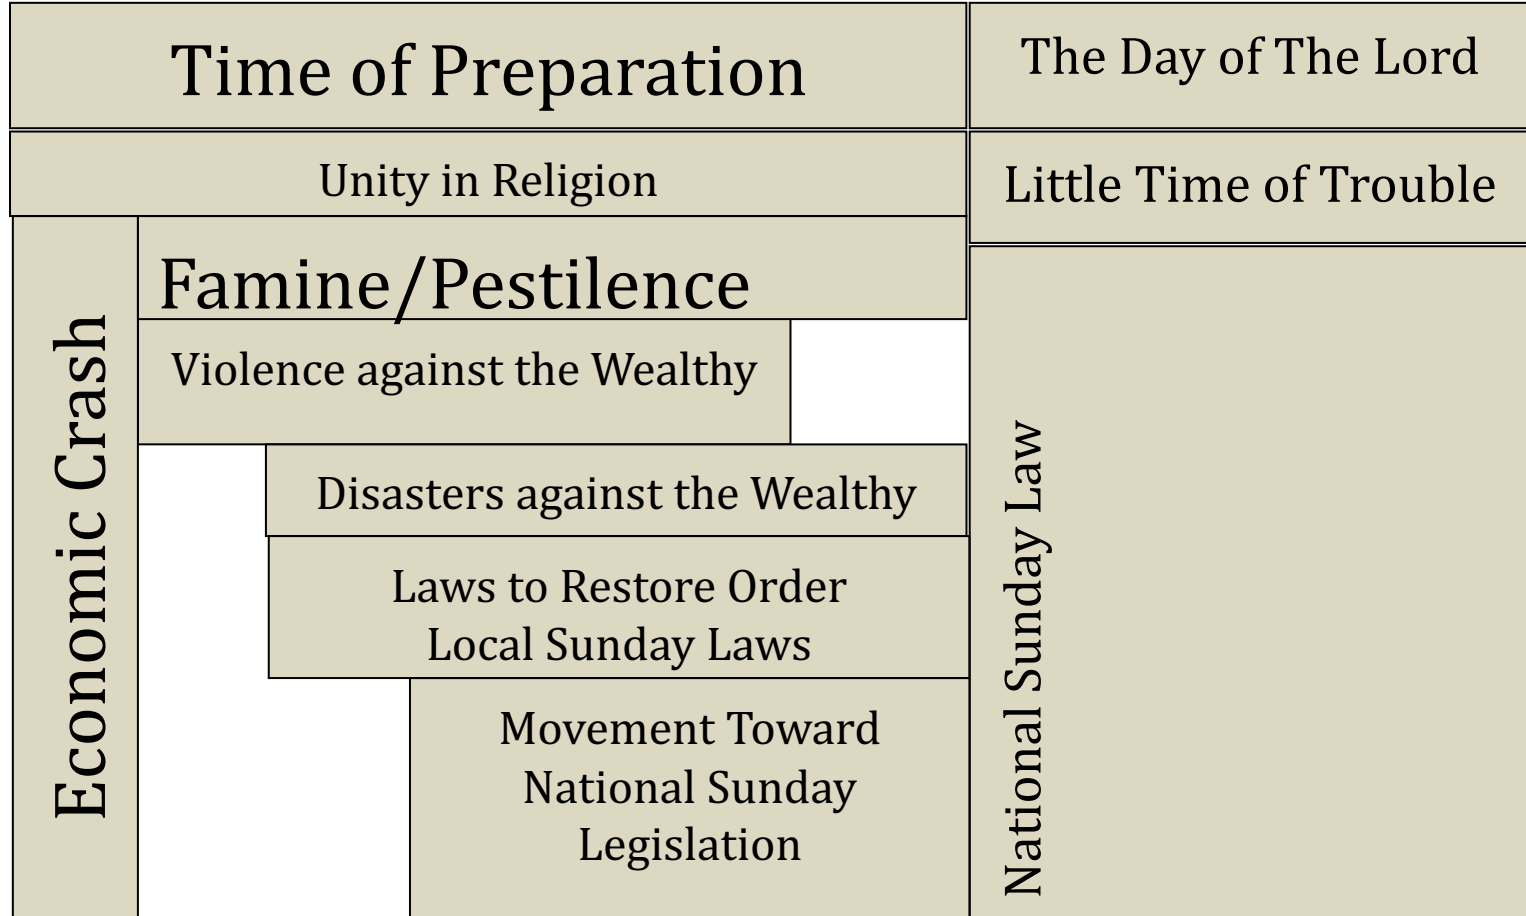 Time of Preparation
The Day of The Lord
Unity in Religion
Little Time of Trouble
Economic Crash
Famine/Pestilence
Violence against the Wealthy
Disasters against the Wealthy
Laws to Restore Order
Local Sunday Laws
Movement Toward
National Sunday
Legislation
National Sunday Law